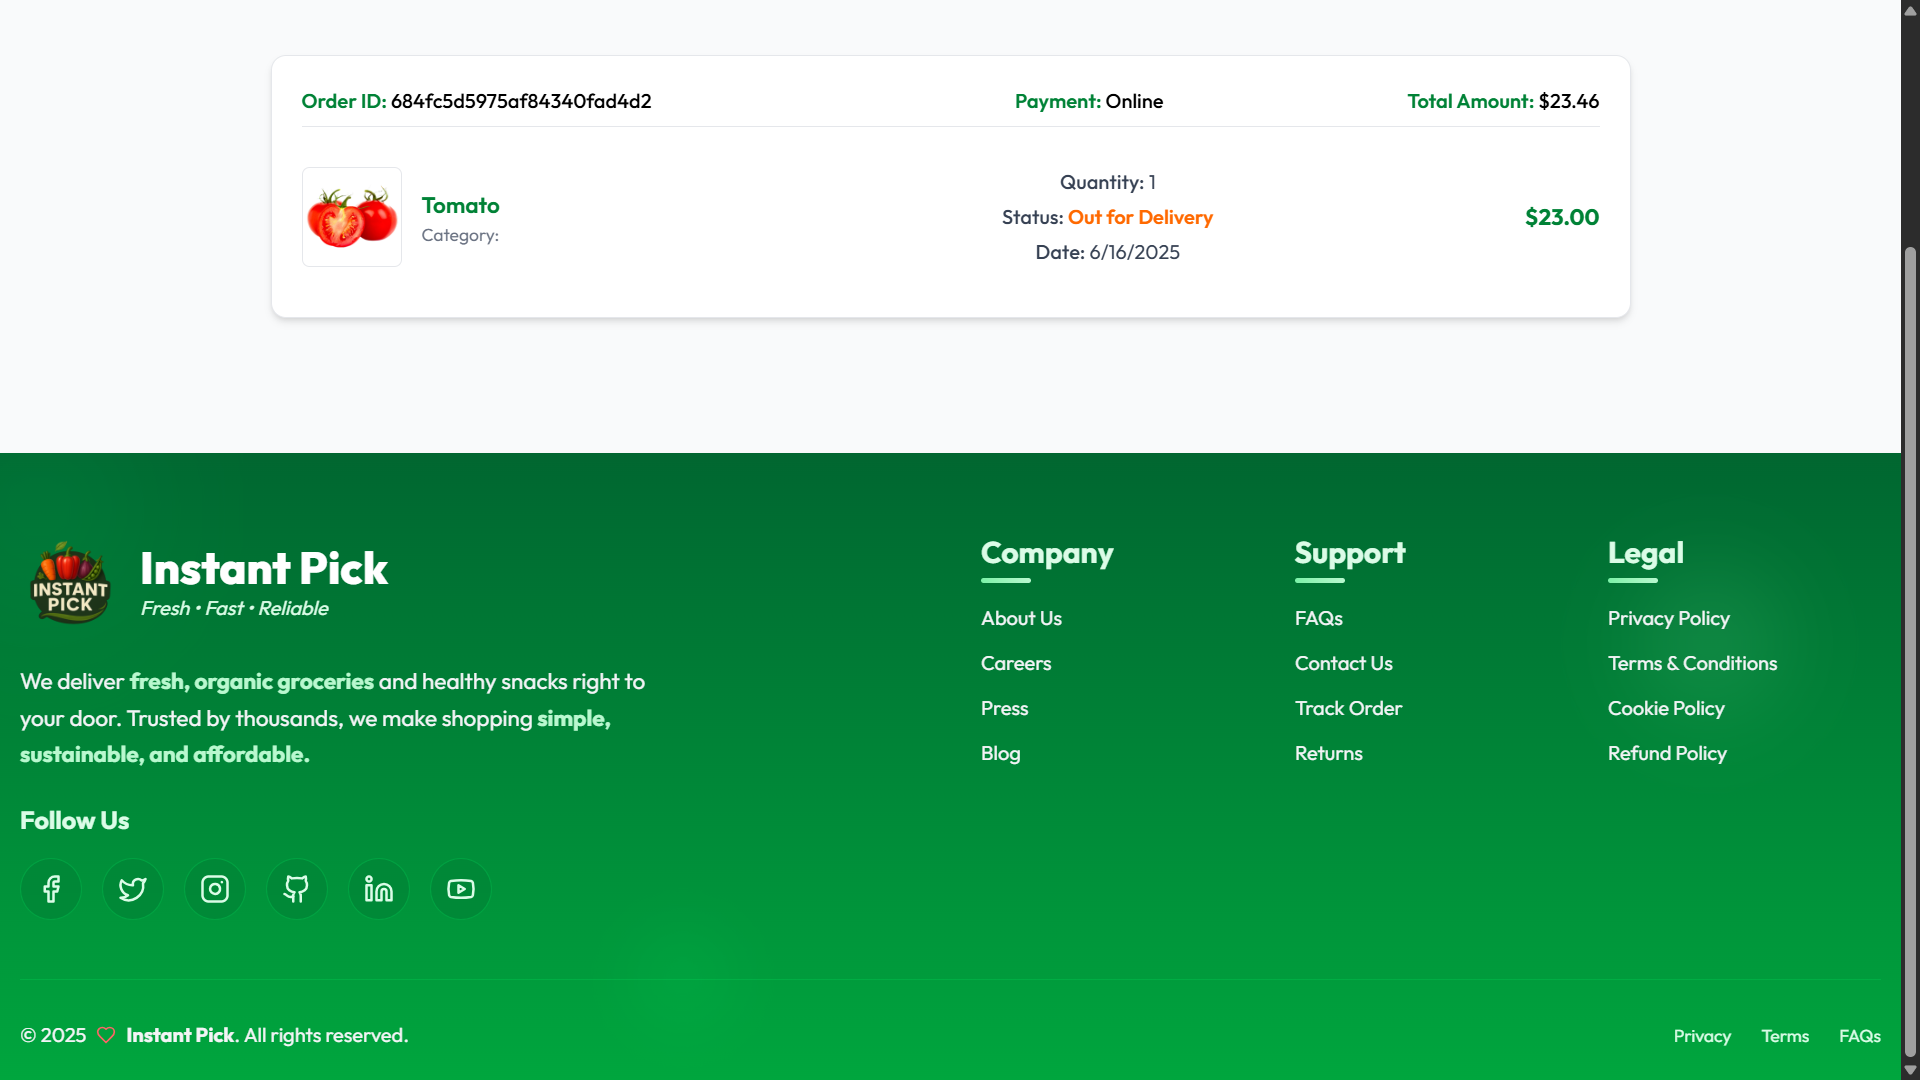 Order ID: 684fc5d5975af84340fad4d2
Payment: Online
Total Amount: $23.46
Tomato
Category:
Quantity: 1
Status: Out for Delivery
Date: 6/16/2025
$23.00
INSTANT
PICK
Instant Pick
Fresh • Fast • Reliable
We deliver fresh, organic groceries and healthy snacks right to
your door. Trusted by thousands, we make shopping simple,
sustainable, and affordable.
Follow Us
Company
About Us
Careers
Press
Blog
Support
FAQs
Contact Us
Track Order
Returns
Legal
Privacy Policy
Terms & Conditions
Cookie Policy
Refund Policy
© 2025 Instant Pick. All rights reserved.
Privacy
Terms
FAQs